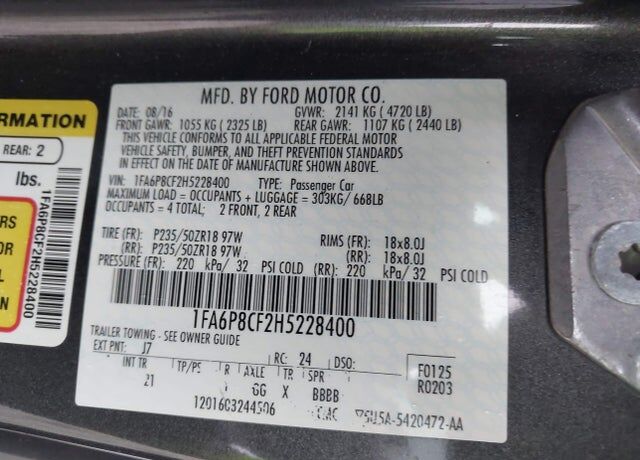 RMATION
REAR: 2
lbs.
RS
OR
L
S
1FA6P8CF2H5228400
MFD. BY FORD MOTOR CO.
DATE: 08/16 GVWR: 2141 KG ( 4720 LB)
FRONT GAWR: 1055 KG ( 2325 LB) REAR GAWR: 1107 KG ( 2440 LB)
THIS VEHICLE CONFORMS TO ALL APPLICABLE FEDERAL MOTOR
VEHICLE SAFETY, BUMPER, AND THEFT PREVENTION STANDARDS
IN EFFECT ON THE DATE OF MANUFACTURE SHOWN ABOVE.
VIN: 1FA6P8CF2H5228400 TYPE: Passenger Car
MAXIMUM LOAD = OCCUPANTS + LUGGAGE = 303KG/ 668LB
OCCUPANTS = 4 TOTAL; 2 FRONT, 2 REAR
TIRE (FR): P235/50ZR18 97W RIMS (FR): 18x8.0J
(RR): P235/50ZR18 97W (RR): 18x8.0J
PRESSURE (FR): 220 kPa/ 32 PSI COLD (RR): 220 kPa/ 32 PSI COLD
1FA6P8CF2H5228400
TRAILER TOWING - SEE OWNER GUIDE
EXT PNT: J7 RC: 24 DSO: F0125
INT TR TP/PS R AXLE TR SPR R0203
21 GG X BBBB
5U5A-5420472-AA